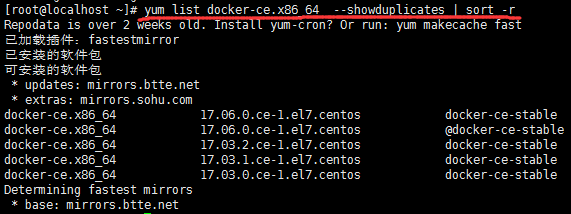 [root@localhost ~]# yum list docker-ce.x86_64  --showduplicates | sort -r
Repodata is over 2 weeks old. Install yum-cron? Or run: yum makecache fast
已加载插件：fastestmirror
已安装的软件包
可安装的软件包
 * updates: mirrors.btte.net
 * extras: mirrors.sohu.com
docker-ce.x86_64            17.06.0.ce-1.el7.centos             docker-ce-stable
docker-ce.x86_64            17.06.0.ce-1.el7.centos             @docker-ce-stable
docker-ce.x86_64            17.03.2.ce-1.el7.centos             docker-ce-stable
docker-ce.x86_64            17.03.1.ce-1.el7.centos             docker-ce-stable
docker-ce.x86_64            17.03.0.ce-1.el7.centos             docker-ce-stable
Determining fastest mirrors
 * base: mirrors.btte.net